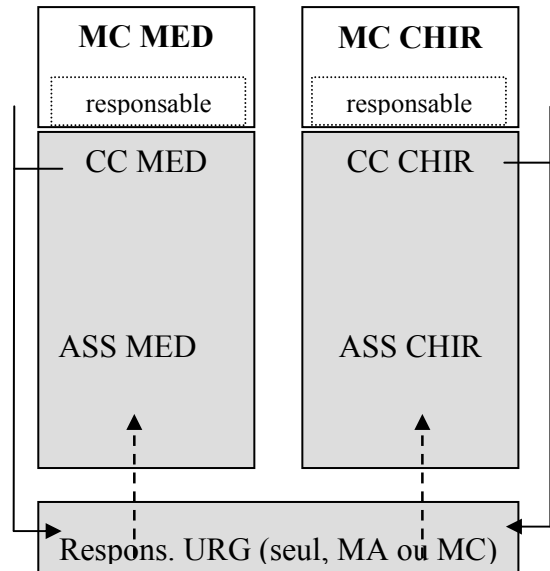 MC MED
responsable
CC MED
ASS MED
MC CHIR
responsable
CC CHIR
ASS CHIR
Respons. URG (seul, MA ou MC)